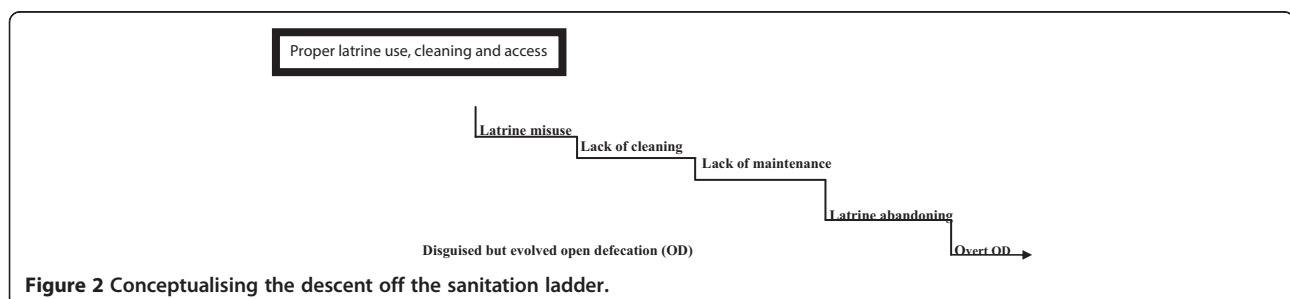 Proper latrine use, cleaning and access
Latrine misuse
Lack of cleaning
Lack of maintenance
Latrine abandoning
Disguised but evolved open defecation (OD)
Overt OD
Figure 2 Conceptualising the descent off the sanitation ladder.